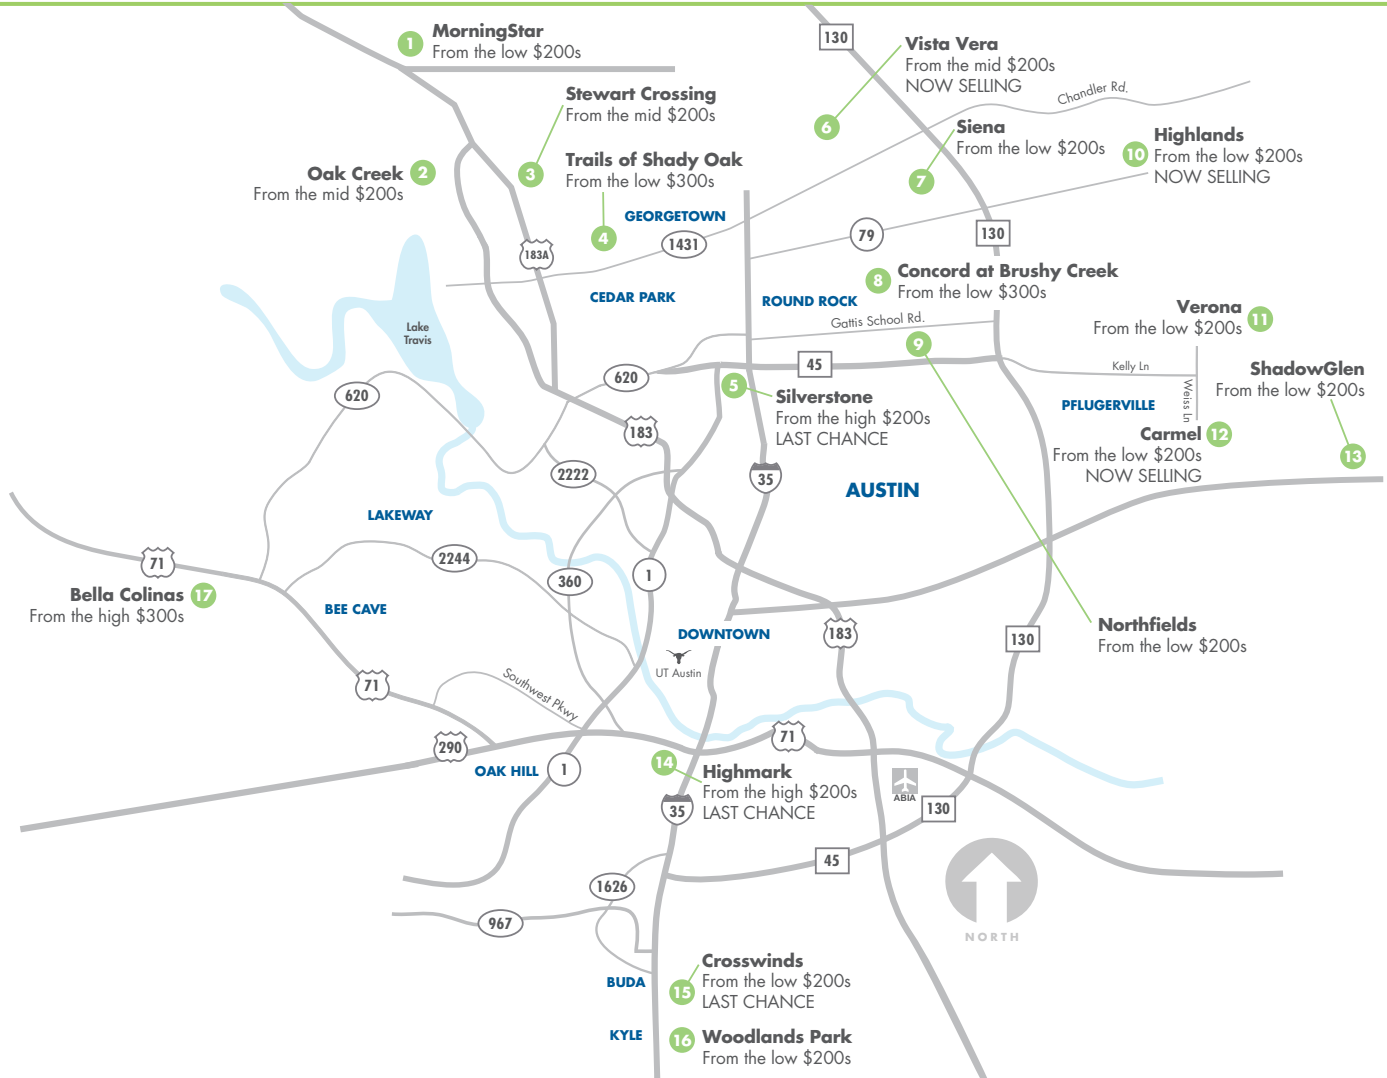 1
MorningStar
From the low $200s
130
Vista Vera
From the mid $200s
NOW SELLING
6
Chandler Rd.
Stewart Crossing
From the mid $200s
3
Siena
From the low $200s
7
10
Highlands
From the low $200s
NOW SELLING
Oak Creek
2
From the mid $200s
Trails of Shady Oak
From the low $300s
4
GEORGETOWN
1431
79
130
183A
8
Concord at Brushy Creek
From the low $300s
CEDAR PARK
ROUND ROCK
Gattis School Rd.
9
Verona
11
From the low $200s
Lake
Travis
620
620
45
Kelly Ln
Weiss Ln
ShadowGlen
From the low $200s
13
5
Silverstone
From the high $200s
LAST CHANCE
PFLUGERVILLE
Carmel
12
From the low $200s
NOW SELLING
183
2222
35
AUSTIN
LAKEWAY
71
2244
360
1
Bella Colinas
17
From the high $300s
BEE CAVE
DOWNTOWN
UT Austin
183
130
Northfields
From the low $200s
71
Southwest Pkwy
290
OAK HILL
1
71
14
Highmark
From the high $200s
LAST CHANCE
35
ABIA
130
45
1626
967
NORTH
Crosswinds
From the low $200s
LAST CHANCE
15
BUDA
KYLE
16
Woodlands Park
From the low $200s